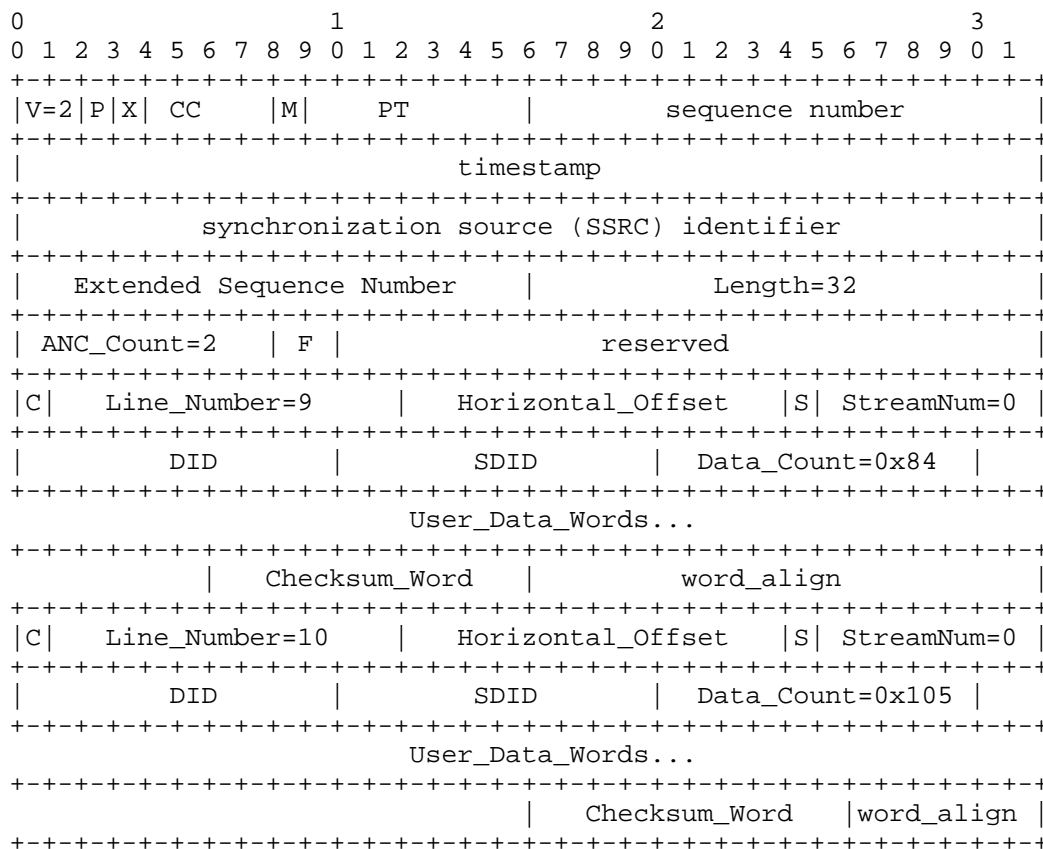 0                   1                   2                   3
0 1 2 3 4 5 6 7 8 9 0 1 2 3 4 5 6 7 8 9 0 1 2 3 4 5 6 7 8 9 0 1
+-+-+-+-+-+-+-+-+-+-+-+-+-+-+-+-+-+-+-+-+-+-+-+-+-+-+-+-+-+-+-+-+
|V=2|P|X| CC    |M|    PT       |        sequence number        |
+-+-+-+-+-+-+-+-+-+-+-+-+-+-+-+-+-+-+-+-+-+-+-+-+-+-+-+-+-+-+-+-+
|                           timestamp                           |
+-+-+-+-+-+-+-+-+-+-+-+-+-+-+-+-+-+-+-+-+-+-+-+-+-+-+-+-+-+-+-+-+
|           synchronization source (SSRC) identifier            |
+-+-+-+-+-+-+-+-+-+-+-+-+-+-+-+-+-+-+-+-+-+-+-+-+-+-+-+-+-+-+-+-+
|   Extended Sequence Number    |           Length=32           |
+-+-+-+-+-+-+-+-+-+-+-+-+-+-+-+-+-+-+-+-+-+-+-+-+-+-+-+-+-+-+-+-+
| ANC_Count=2   | F |                reserved                   |
+-+-+-+-+-+-+-+-+-+-+-+-+-+-+-+-+-+-+-+-+-+-+-+-+-+-+-+-+-+-+-+-+
|C|   Line_Number=9     |   Horizontal_Offset   |S| StreamNum=0 |
+-+-+-+-+-+-+-+-+-+-+-+-+-+-+-+-+-+-+-+-+-+-+-+-+-+-+-+-+-+-+-+-+
|         DID       |        SDID       |  Data_Count=0x84  |
+-+-+-+-+-+-+-+-+-+-+-+-+-+-+-+-+-+-+-+-+-+-+-+-+-+-+-+-+-+-+-+-+
                         User_Data_Words...
+-+-+-+-+-+-+-+-+-+-+-+-+-+-+-+-+-+-+-+-+-+-+-+-+-+-+-+-+-+-+-+-+
            |   Checksum_Word   |         word_align            |
+-+-+-+-+-+-+-+-+-+-+-+-+-+-+-+-+-+-+-+-+-+-+-+-+-+-+-+-+-+-+-+-+
|C|   Line_Number=10    |   Horizontal_Offset   |S| StreamNum=0 |
+-+-+-+-+-+-+-+-+-+-+-+-+-+-+-+-+-+-+-+-+-+-+-+-+-+-+-+-+-+-+-+-+
|         DID       |        SDID       |  Data_Count=0x105 |
+-+-+-+-+-+-+-+-+-+-+-+-+-+-+-+-+-+-+-+-+-+-+-+-+-+-+-+-+-+-+-+-+
                         User_Data_Words...
+-+-+-+-+-+-+-+-+-+-+-+-+-+-+-+-+-+-+-+-+-+-+-+-+-+-+-+-+-+-+-+-+
                                |   Checksum_Word   |word_align |
+-+-+-+-+-+-+-+-+-+-+-+-+-+-+-+-+-+-+-+-+-+-+-+-+-+-+-+-+-+-+-+-+